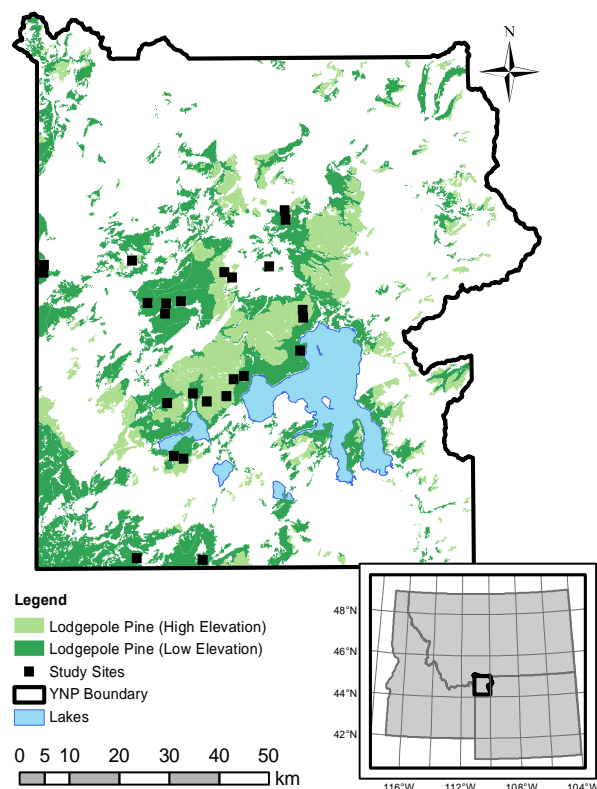 N
Legend
Lodgepole Pine (High Elevation)
Lodgepole Pine (Low Elevation)
Study Sites
YNP Boundary
Lakes
0 5 10 20 30 40 50
km
48°N
46°N
44°N
42°N
116°W 112°W 108°W 104°W